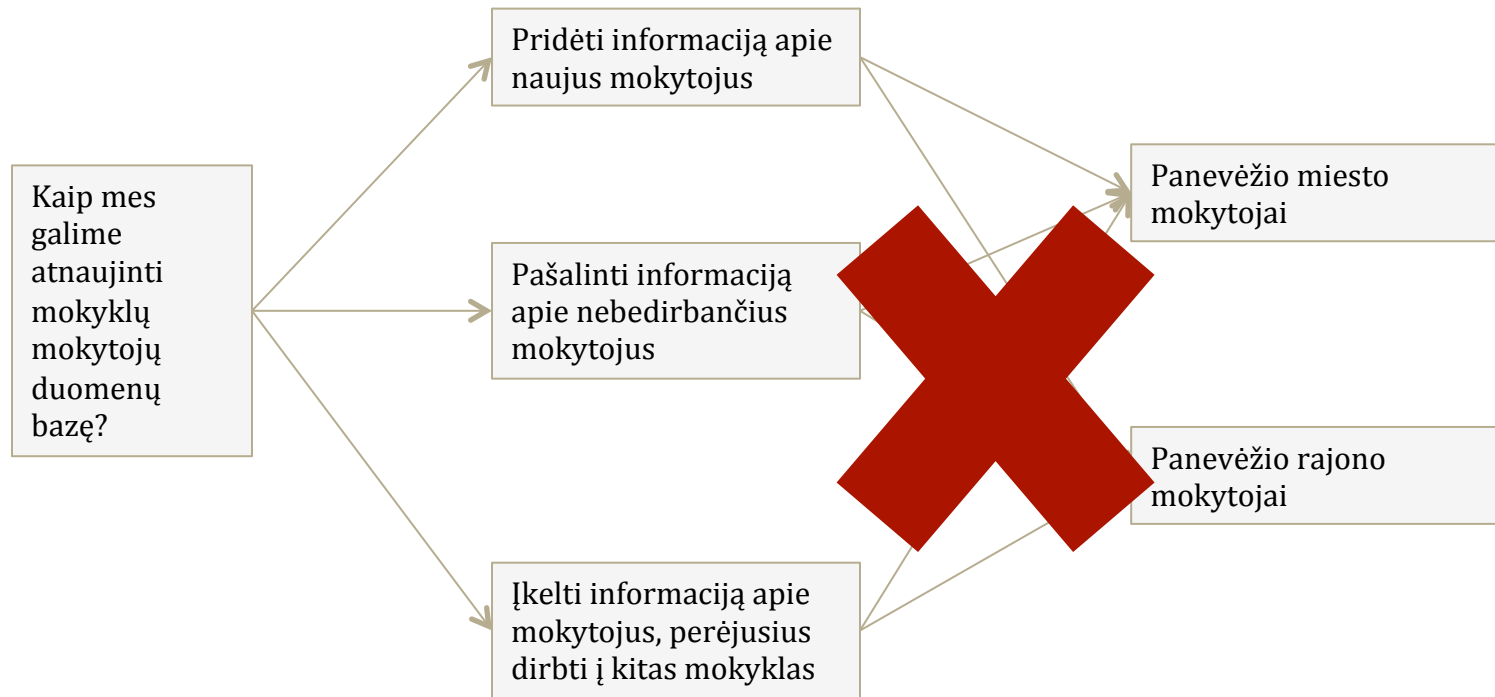 Pridėti informaciją apie
naujus mokytojus
Kaip mes
galime
atnaujinti
mokyklų
mokytojų
duomenų
bazę?
Pašalinti informaciją
apie nebedirbančius
mokytojus
Įkelti informaciją apie
mokytojus, perėjusius
dirbti į kitas mokyklas
Panevėžio miesto
mokytojai
Panevėžio rajono
mokytojai